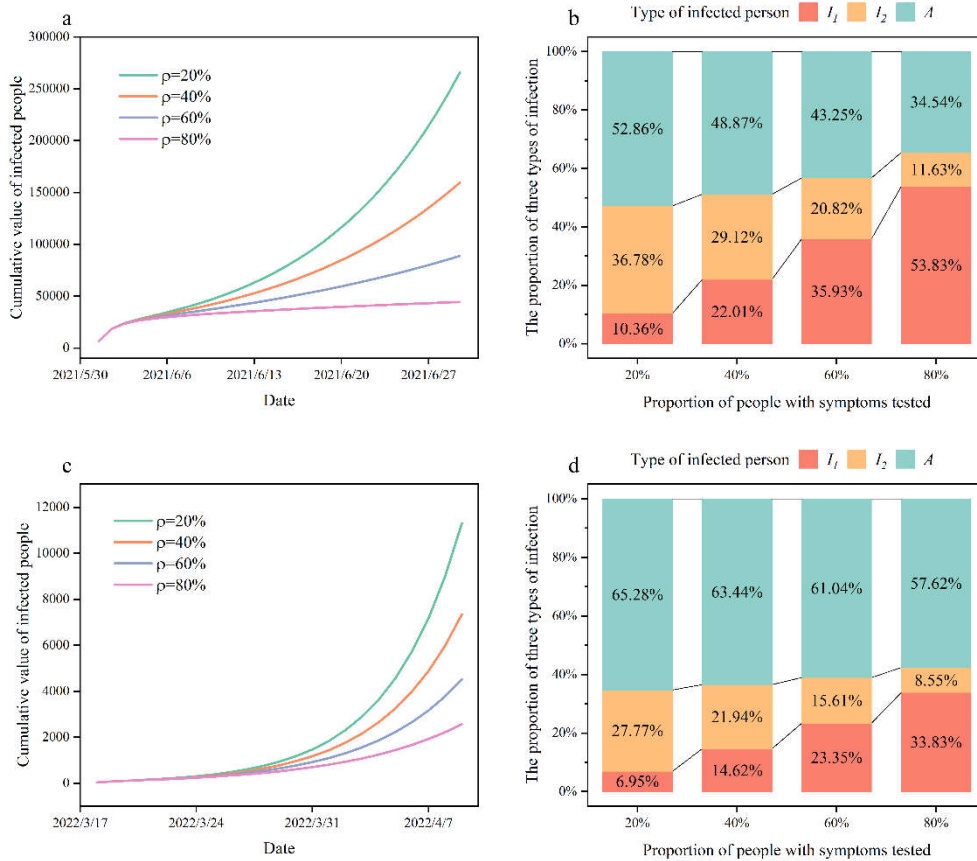 a
Cumulative value of infected people
300000
250000
200000
150000
100000
50000
0
ρ=20%
ρ=40%
ρ=60%
ρ=80%
2021/5/30 2021/6/6 2021/6/13 2021/6/20 2021/6/27
Date
b
Type of infected person I1 I2 A
The proportion of three types of infection
100%
80%
60%
40%
20%
0%
52.86% 48.87% 43.25% 34.54%
36.78% 29.12% 20.82% 11.63%
10.36% 22.01% 35.93% 53.83%
20% 40% 60% 80%
Proportion of people with symptoms tested
c
Cumulative value of infected people
12000
10000
8000
6000
4000
2000
0
ρ=20%
ρ=40%
ρ=60%
ρ=80%
2022/3/17 2022/3/24 2022/3/31 2022/4/7
Date
d
Type of infected person I1 I2 A
The proportion of three types of infection
100%
80%
60%
40%
20%
0%
65.28% 63.44% 61.04% 57.62%
27.77% 21.94% 15.61% 8.55%
6.95% 14.62% 23.35% 33.83%
20% 40% 60% 80%
Proportion of people with symptoms tested